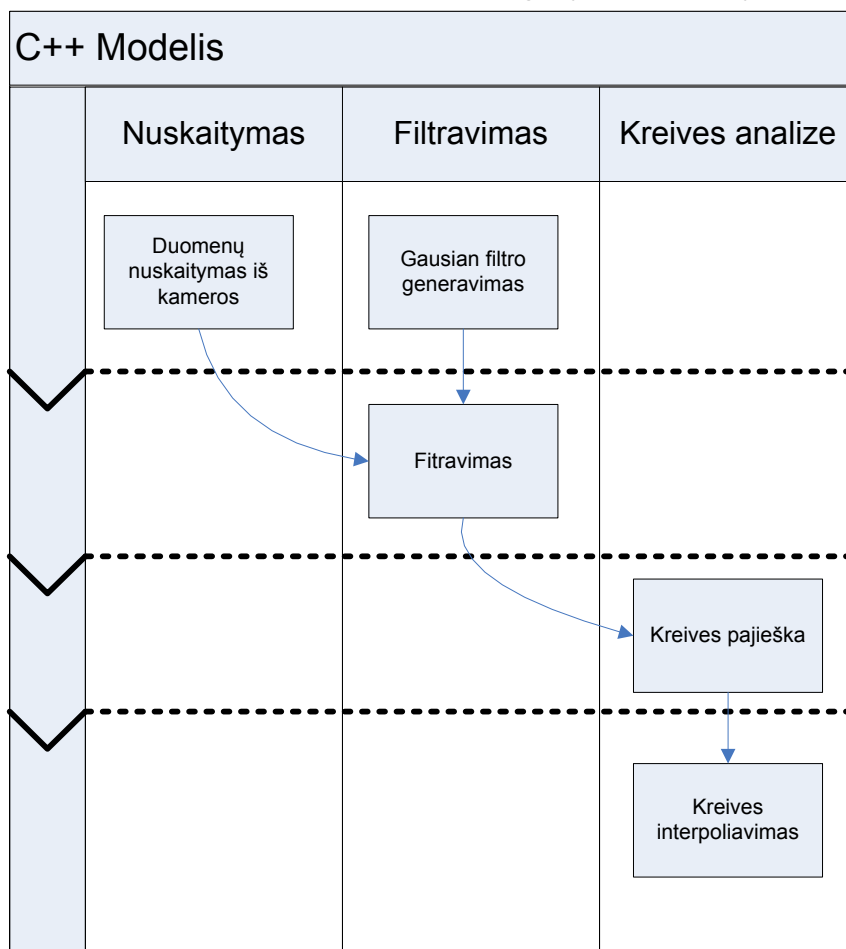 C++ Modelis
Nuskaitymas
Filtravimas
Kreives analize
Duomenų
nuskaitymas iš
kameros
Gausian filtro
generavimas
Fitravimas
Kreives pajieška
Kreives
interpoliavimas